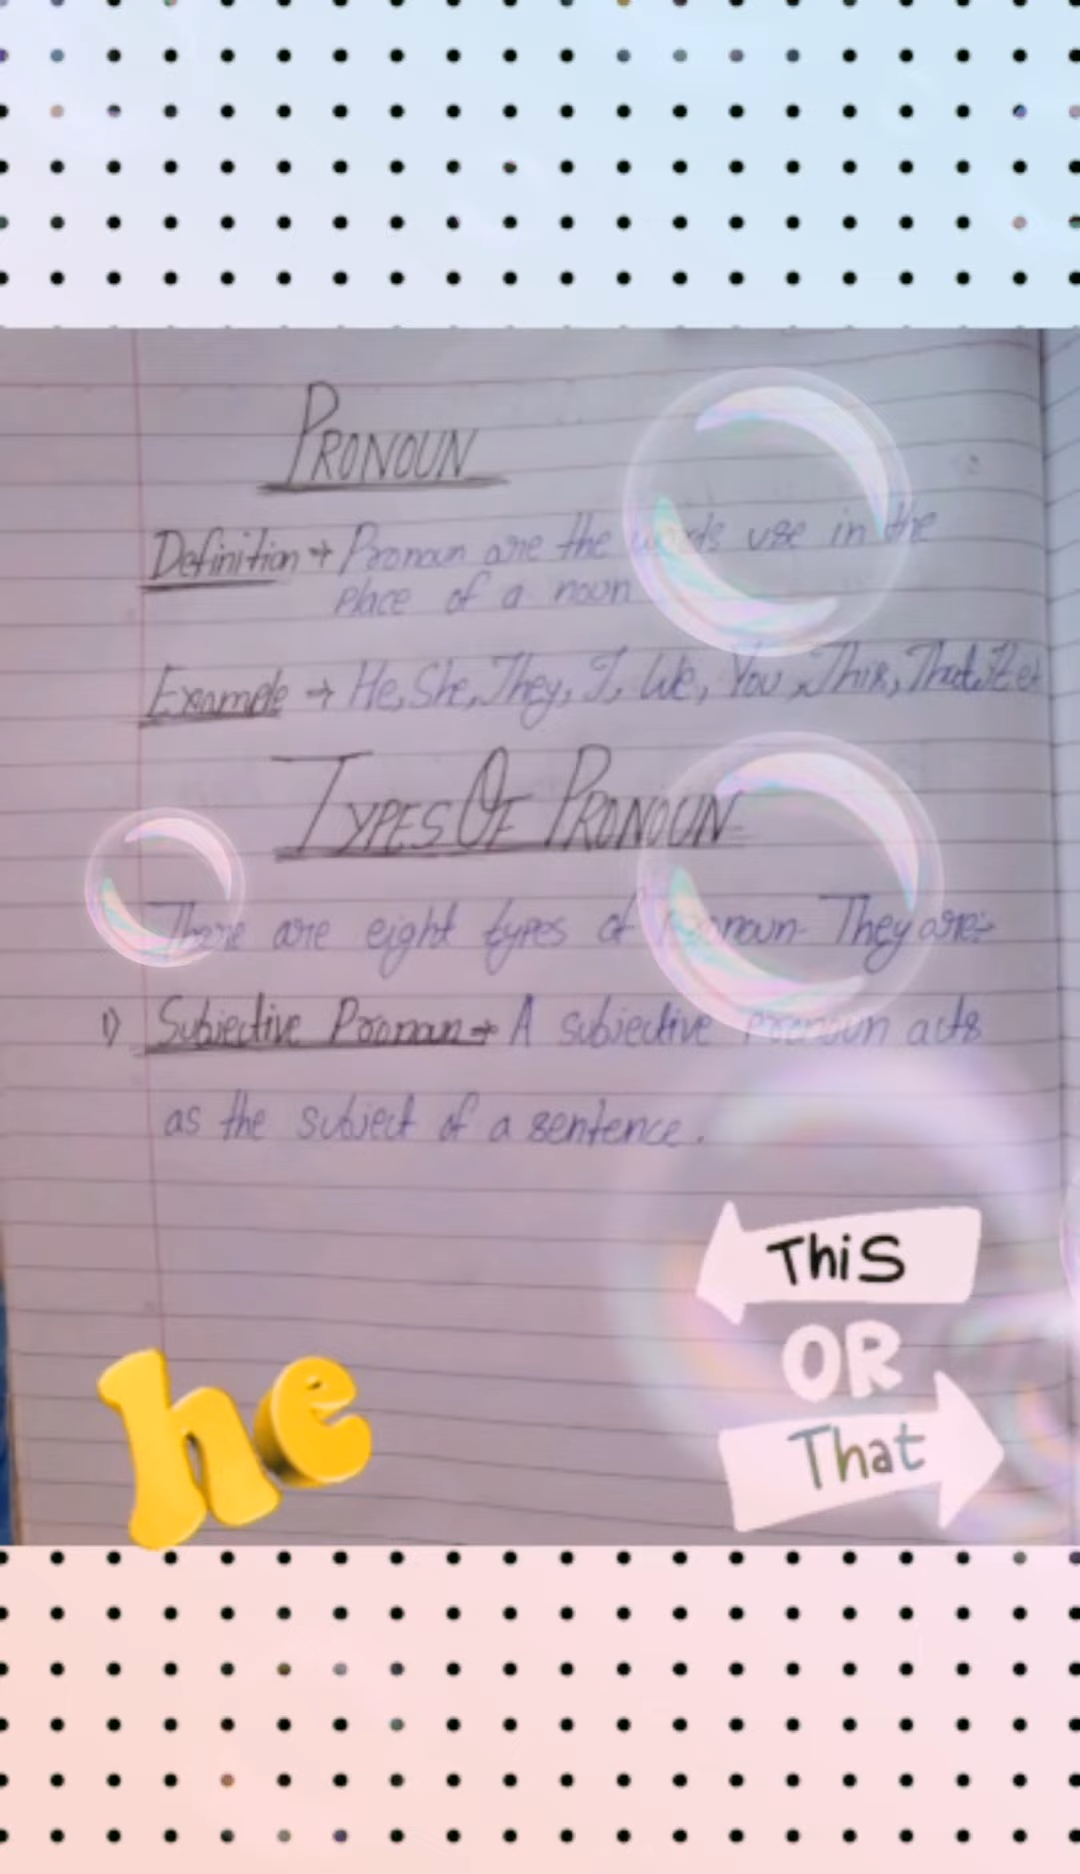 PRONOUN
Definition → Pronoun are the words use in the
place of a noun
Example → He, She, They, I, We, You, This, That, It et
TYPES OF PRONOUN
There are eight types of pronoun. They are:-
1) Subjective Pronoun → A subjective pronoun acts
as the subject of a sentence.
This
OR
That
he